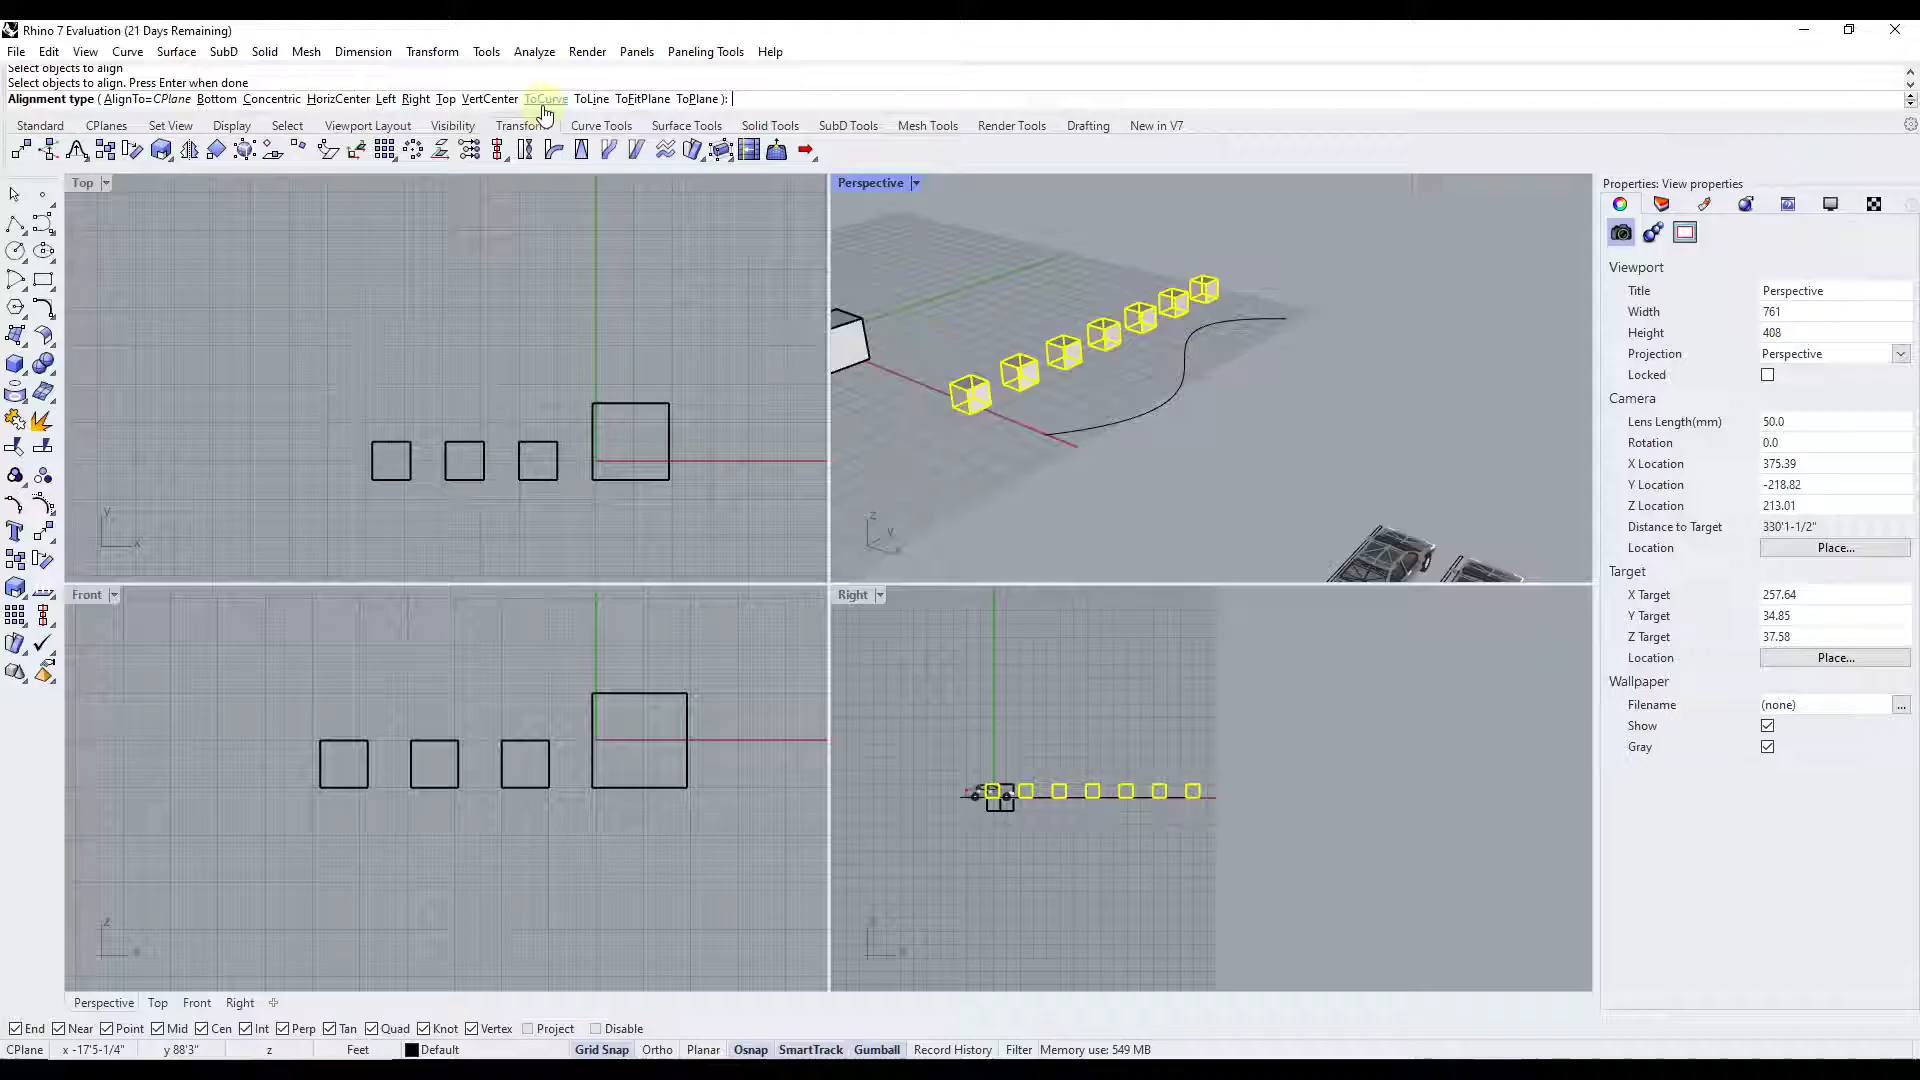 Rhino 7 Evaluation (21 Days Remaining)
File Edit View Curve Surface SubD Solid Mesh Dimension Transform Tools Analyze Render Panels Paneling Tools Help
Select objects to align
Select objects to align. Press Enter when done
Alignment type ( AlignTo=CPlane Bottom Concentric HorizCenter Left Right Top VertCenter ToCurve ToLine ToFitPlane ToPlane ):
Standard CPlanes Set View Display Select Viewport Layout Visibility Transform Curve Tools Surface Tools Solid Tools SubD Tools Mesh Tools Render Tools Drafting New in V7
Top
Perspective
Properties: View properties
Viewport
Title Perspective
Width 761
Height 408
Projection Perspective
Locked
Camera
Lens Length(mm) 50.0
Rotation 0.0
X Location 375.39
Y Location -218.82
Z Location 213.01
Distance to Target 330'1-1/2"
Location Place...
Target
X Target 257.64
Y Target 34.85
Z Target 37.58
Location Place...
Wallpaper
Filename (none) ...
Show
Gray
y
x
z
y
Front
Right
z
Perspective Top Front Right
End Near Point Mid Cen Int Perp Tan Quad Knot Vertex Project Disable
CPlane x -17'5-1/4" y 88'3" z Feet Default Grid Snap Ortho Planar Osnap SmartTrack Gumball Record History Filter Memory use: 549 MB